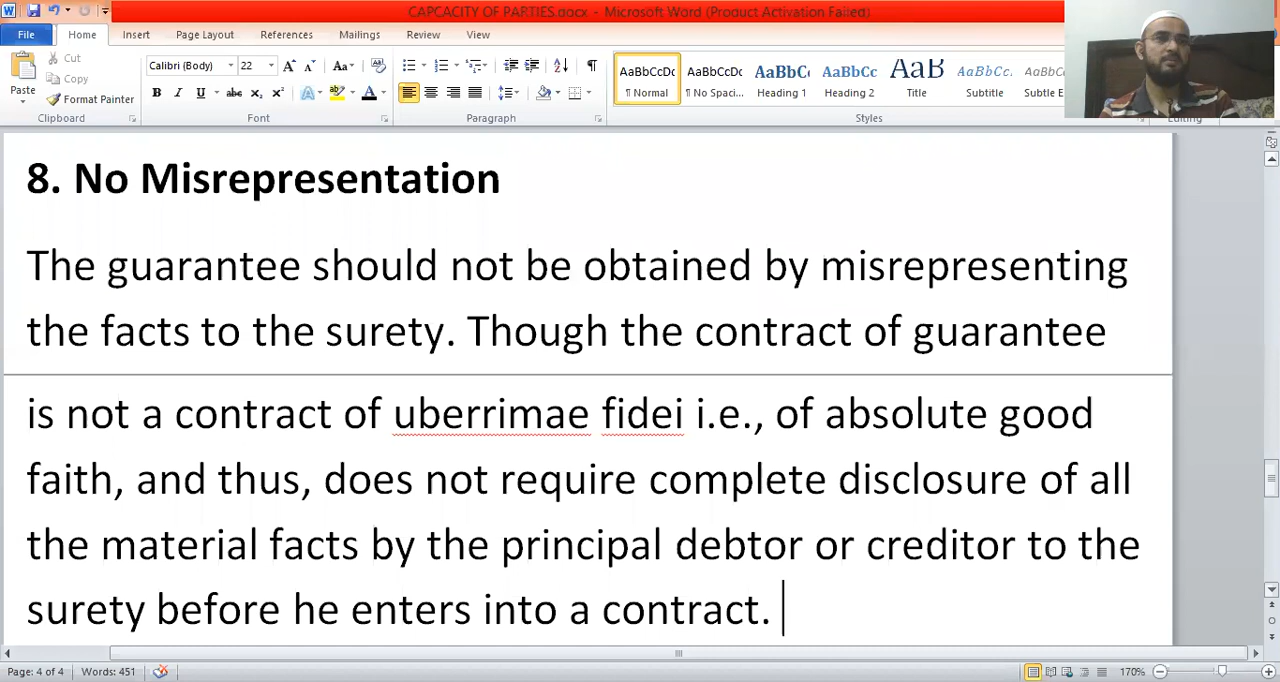 CAPCACITY OF PARTIES.docx - Microsoft Word (Product Activation Failed)
File Home Insert Page Layout References Mailings Review View
Cut
Copy
Paste
Format Painter
Calibri (Body) 22
AaBbCcDc AaBbCcDc AaBbC AaBbCc AaB AaBbCc. AaBbCc
¶ Normal ¶ No Spaci... Heading 1 Heading 2 Title Subtitle Subtle E
Clipboard Font Paragraph Styles Editing
8. No Misrepresentation
The guarantee should not be obtained by misrepresenting
the facts to the surety. Though the contract of guarantee
is not a contract of uberrimae fidei i.e., of absolute good
faith, and thus, does not require complete disclosure of all
the material facts by the principal debtor or creditor to the
surety before he enters into a contract.
Page: 4 of 4 Words: 451 170%